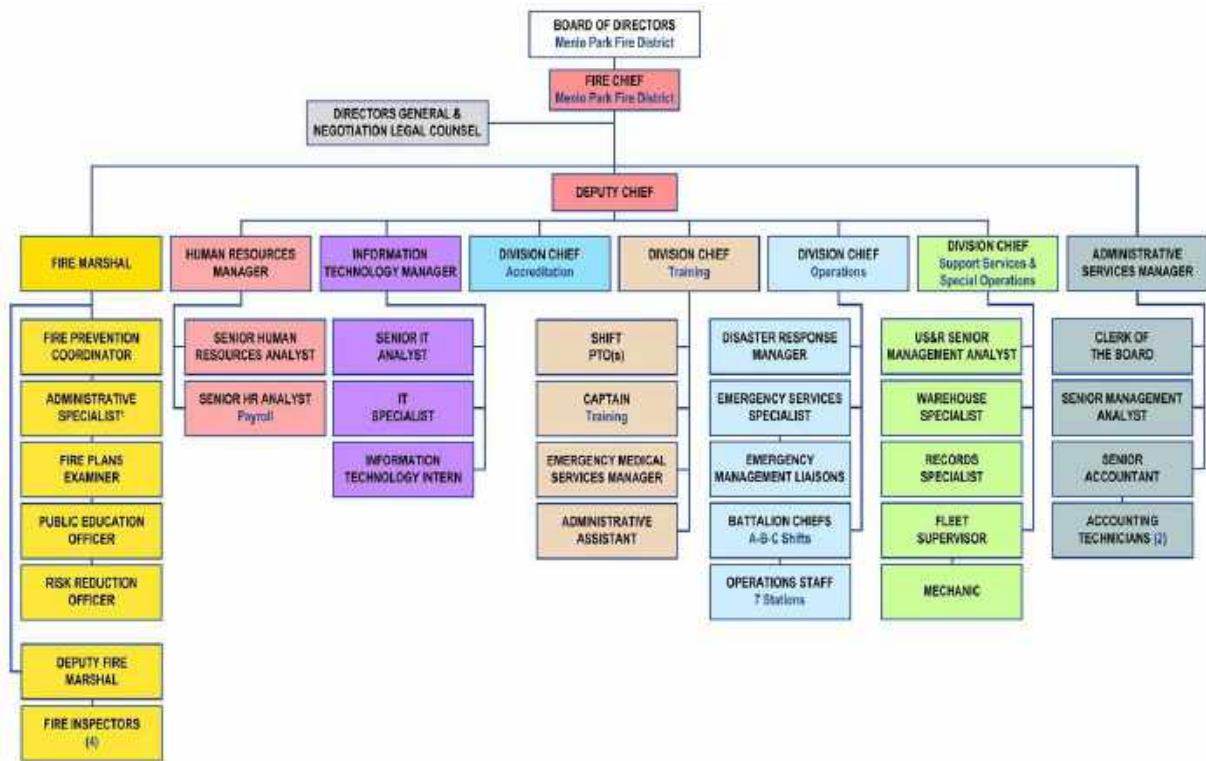 BOARD OF DIRECTORS
Menlo Park Fire District
FIRE CHIEF
Menlo Park Fire District
DIRECTORS GENERAL &
NEGOTIATION LEGAL COUNSEL
DEPUTY CHIEF
FIRE MARSHAL
HUMAN RESOURCES
MANAGER
INFORMATION
TECHNOLOGY MANAGER
DIVISION CHIEF
Accreditation
DIVISION CHIEF
Training
DIVISION CHIEF
Operations
DIVISION CHIEF
Support Services &
Special Operations
ADMINISTRATIVE
SERVICES MANAGER
FIRE PREVENTION
COORDINATOR
ADMINISTRATIVE
SPECIALIST
FIRE PLANS
EXAMINER
PUBLIC EDUCATION
OFFICER
RISK REDUCTION
OFFICER
DEPUTY FIRE
MARSHAL
FIRE INSPECTORS
(4)
SENIOR HUMAN
RESOURCES ANALYST
SENIOR HR ANALYST
Payroll
SENIOR IT
ANALYST
IT
SPECIALIST
INFORMATION
TECHNOLOGY INTERN
SHIFT
PTO(s)
CAPTAIN
Training
EMERGENCY MEDICAL
SERVICES MANAGER
ADMINISTRATIVE
ASSISTANT
DISASTER RESPONSE
MANAGER
EMERGENCY SERVICES
SPECIALIST
EMERGENCY
MANAGEMENT LIAISONS
BATTALION CHIEFS
A-B-C Shifts
OPERATIONS STAFF
7 Stations
US&R SENIOR
MANAGEMENT ANALYST
WAREHOUSE
SPECIALIST
RECORDS
SPECIALIST
FLEET
SUPERVISOR
MECHANIC
CLERK OF
THE BOARD
SENIOR MANAGEMENT
ANALYST
SENIOR
ACCOUNTANT
ACCOUNTING
TECHNICIANS (2)